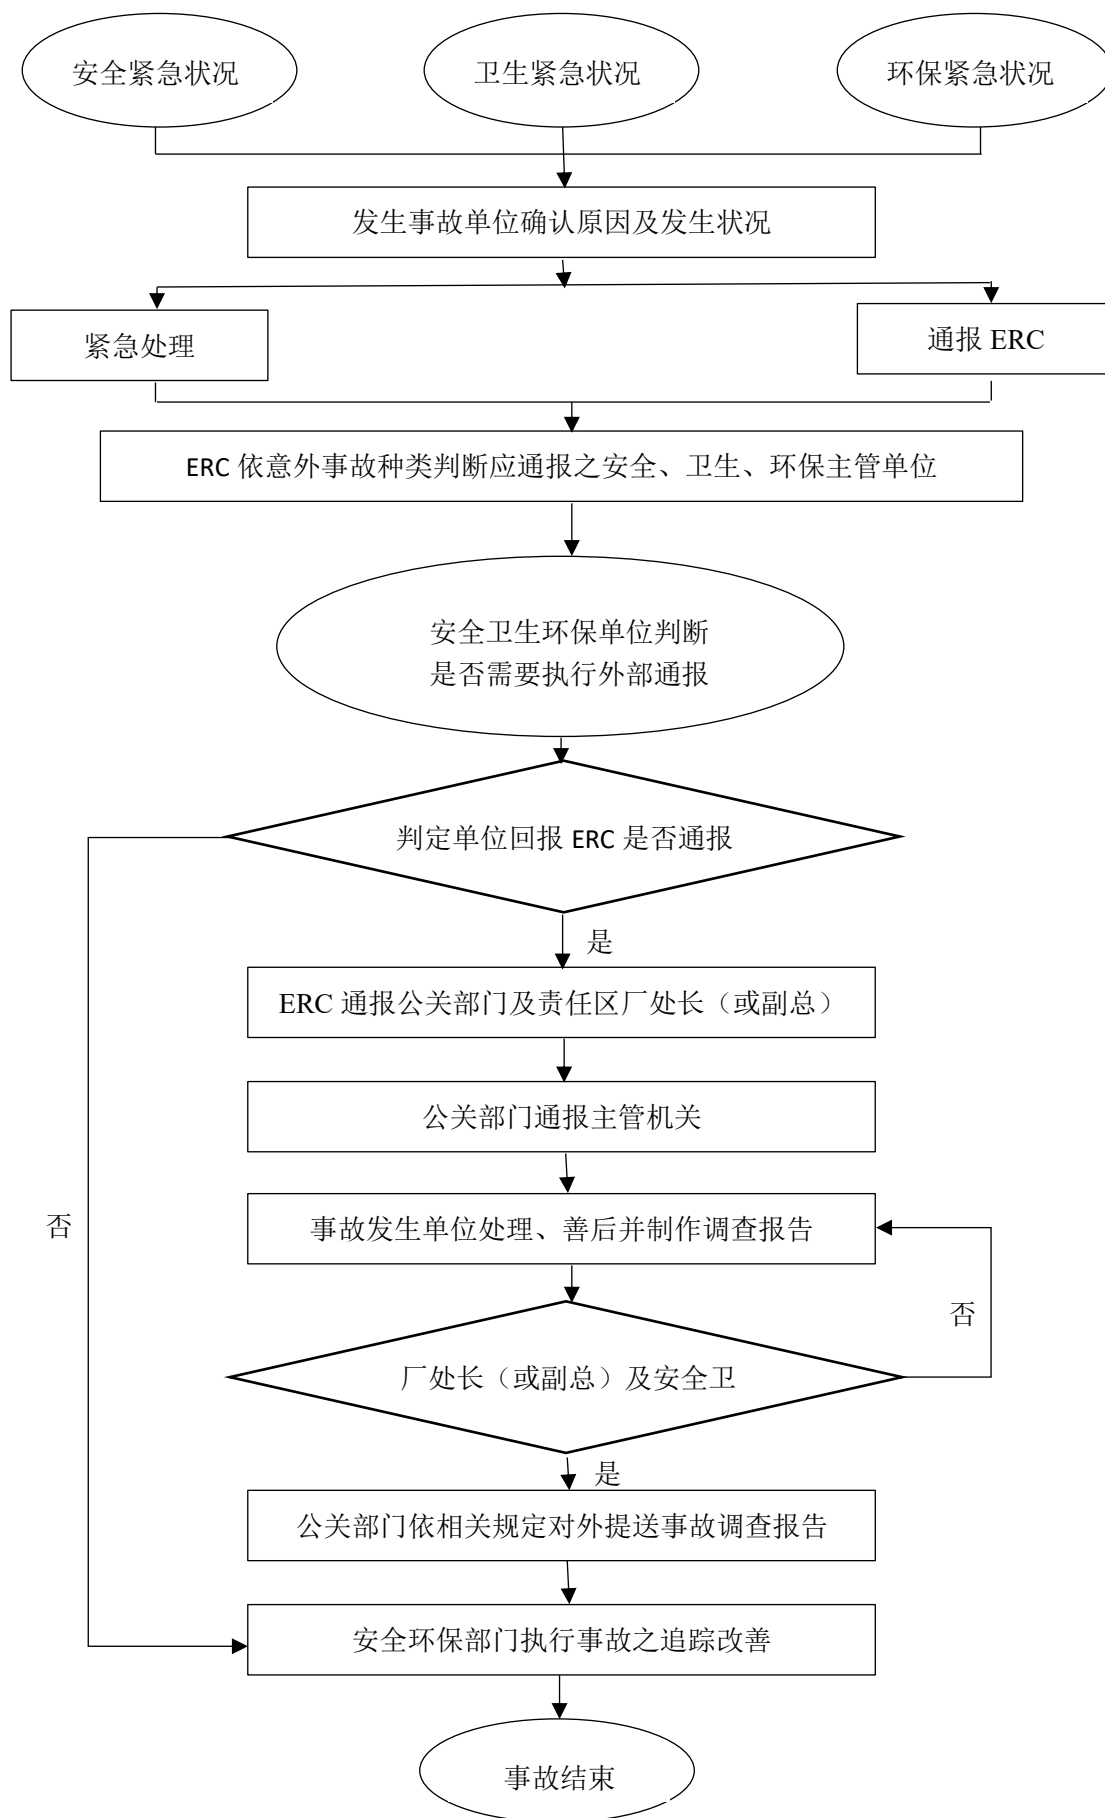 安全紧急状况
卫生紧急状况
环保紧急状况
发生事故单位确认原因及发生状况
紧急处理
通报 ERC
ERC 依意外事故种类判断应通报之安全、卫生、环保主管单位
安全卫生环保单位判断
是否需要执行外部通报
判定单位回报 ERC 是否通报
是
ERC 通报公关部门及责任区厂处长（或副总）
公关部门通报主管机关
否
事故发生单位处理、善后并制作调查报告
否
厂处长（或副总）及安全卫
是
公关部门依相关规定对外提送事故调查报告
安全环保部门执行事故之追踪改善
事故结束